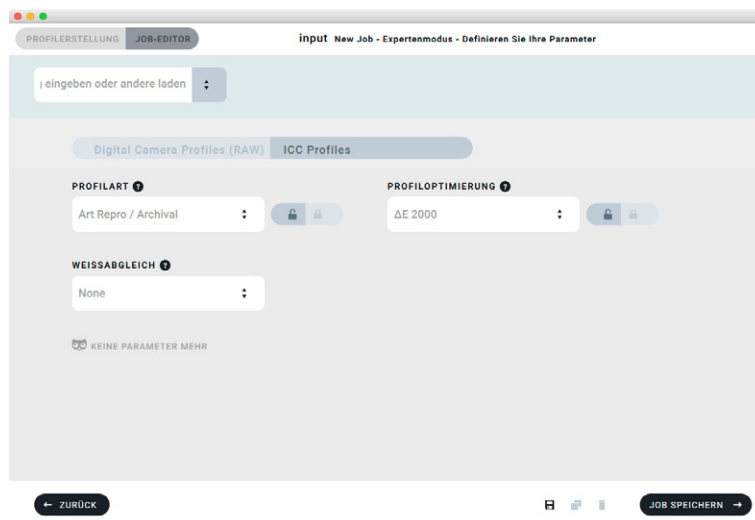 PROFILERSTELLUNG JOB-EDITOR input New Job - Expertenmodus - Definieren Sie Ihre Parameter
eingeben oder andere laden
Digital Camera Profiles (RAW) ICC Profiles
PROFILART ? PROFILOPTIMIERUNG ?
Art Repro / Archival ΔE 2000
WEISSABGLEICH ?
None
KEINE PARAMETER MEHR
← ZURÜCK JOB SPEICHERN →